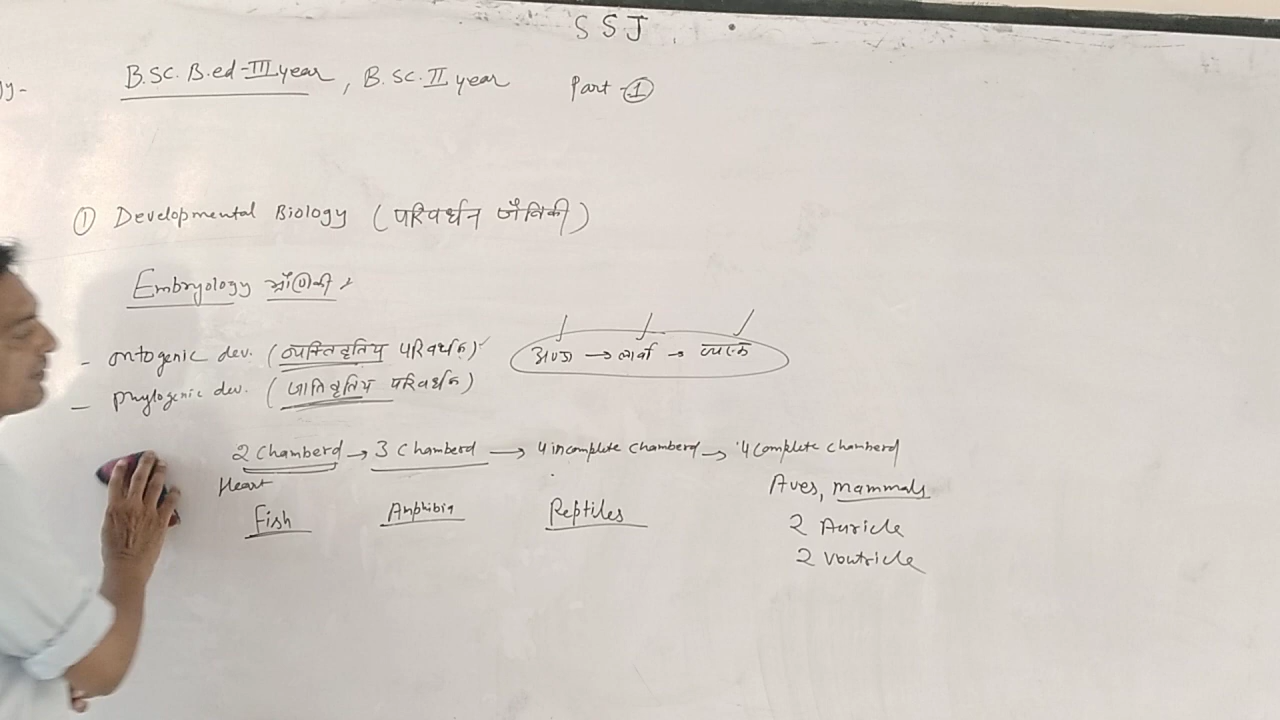 SSJ
B.SC. B.ed-III year, B.SC. II year Part-①
① Developmental Biology (परिवर्धन जैविकी)
Embryology
- ontogenic dev. (व्यक्तिवृतिय परिवर्धन) अण्डा → लार्वा → व्यस्क
- phylogenic dev. (जातिवृतिय परिवर्धन)
2 Chamberd → 3 Chamberd → 4 incomplete Chamberd → 4 Complete Chamberd
Heart
Fish Amphibia Reptiles Aves, mammals
2 Auricle
2 Ventricle